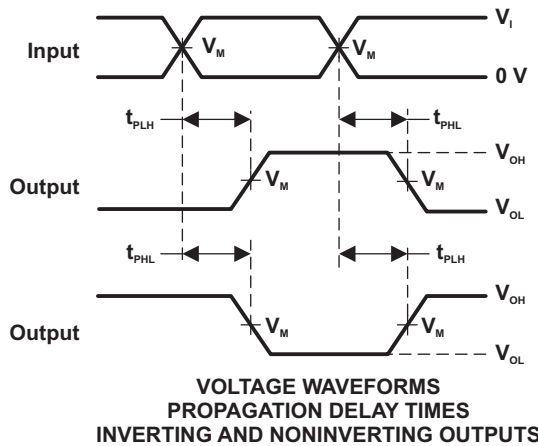 Input
V_I
V_M
V_M
0 V
t_PLH
t_PHL
Output
V_OH
V_M
V_M
V_OL
t_PHL
t_PLH
Output
V_OH
V_M
V_M
V_OL
VOLTAGE WAVEFORMS
PROPAGATION DELAY TIMES
INVERTING AND NONINVERTING OUTPUTS